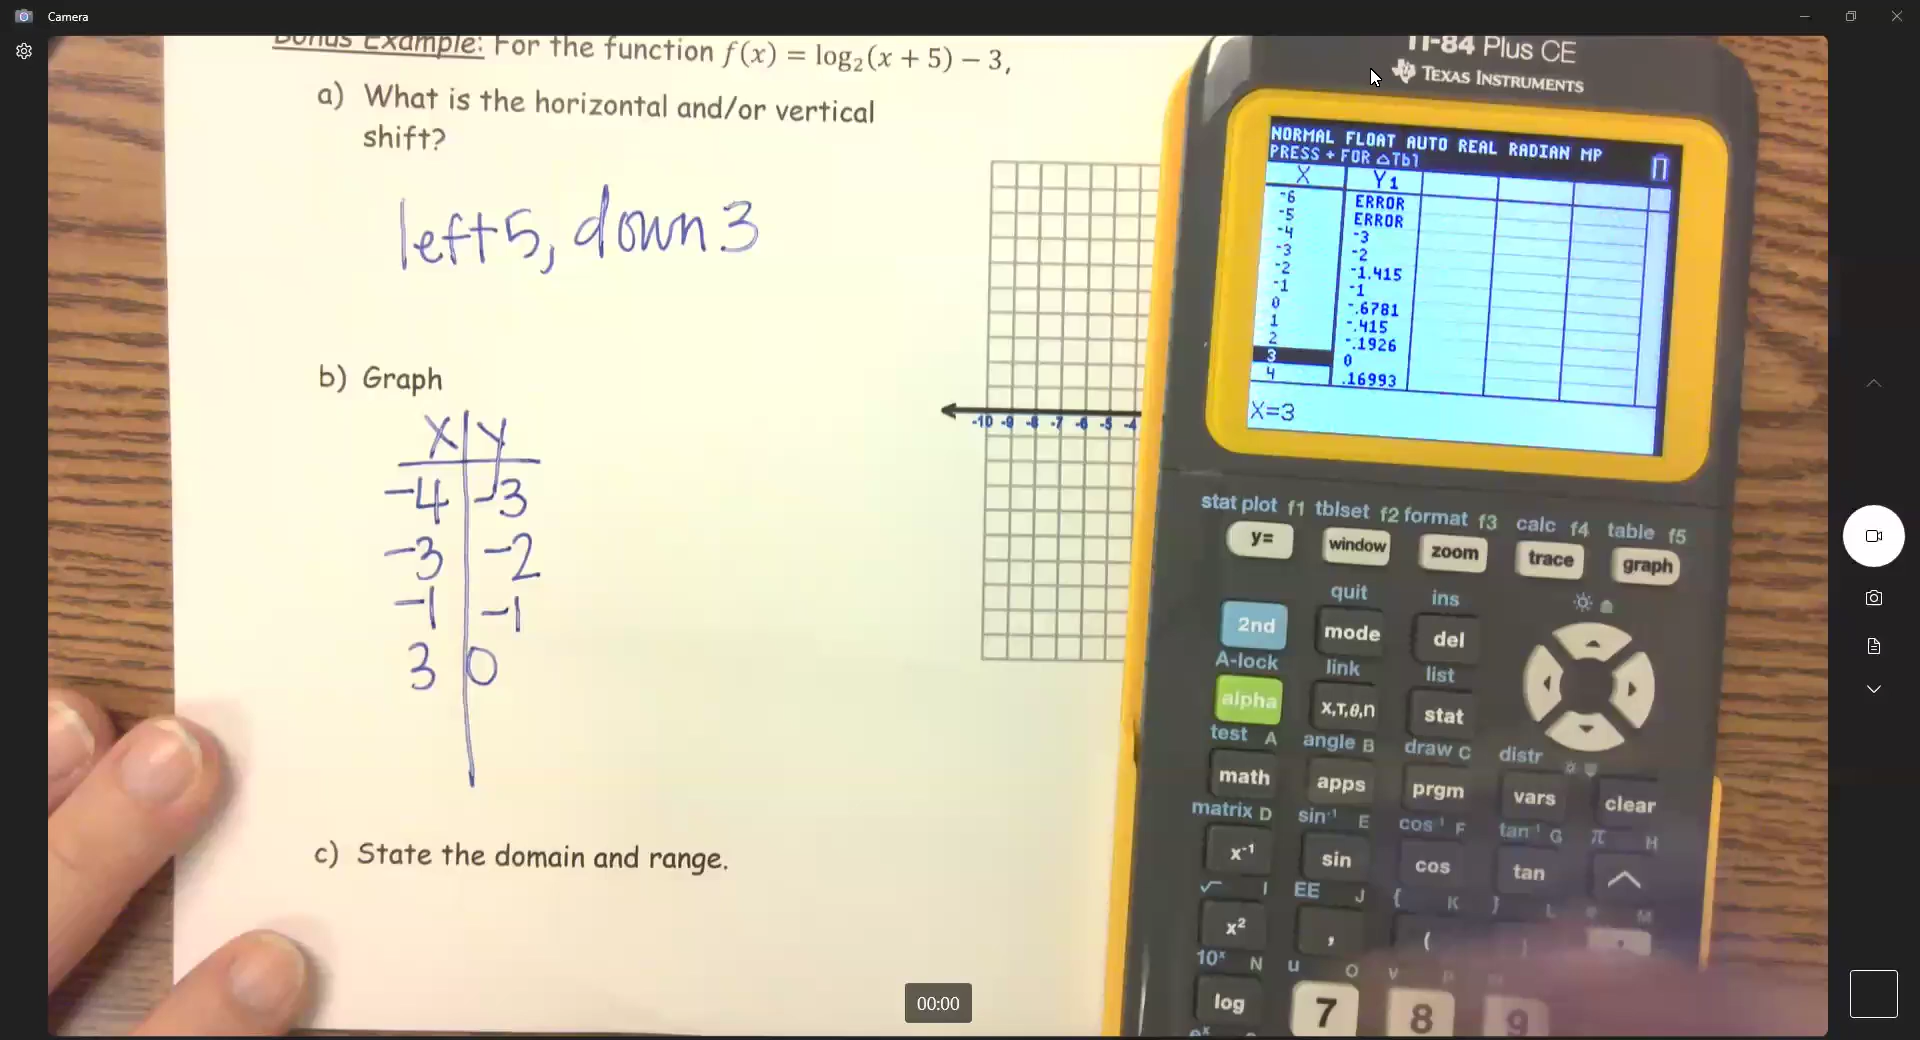 Camera
Bonus Example: For the function f(x) = log₂(x + 5) − 3,
a) What is the horizontal and/or vertical
shift?
left 5, down 3
b) Graph
X Y
-4 -3
-3 -2
-1 -1
3 0
c) State the domain and range.
-10 -9 -8 -7 -6 -5 -4
00:00
TI-84 Plus CE
TEXAS INSTRUMENTS
NORMAL FLOAT AUTO REAL RADIAN MP
PRESS + FOR △Tbl
X Y1
-6 ERROR
-5 ERROR
-4 -3
-3 -2
-2 -1.415
-1 -1
0 -.6781
1 -.415
2 -.1926
3 0
4 .16993
X=3
stat plot f1 tblset f2 format f3 calc f4 table f5
y= window zoom trace graph
quit ins
2nd mode del
A-lock link list
alpha X,T,θ,n stat
test A angle B draw C distr
math apps prgm vars clear
matrix D sin⁻¹ E cos⁻¹ F tan⁻¹ G π H
x⁻¹ sin cos tan ^
√ I EE J { K } L e M
x² , (
10ˣ N u O v P
log 7 8 9
eˣ